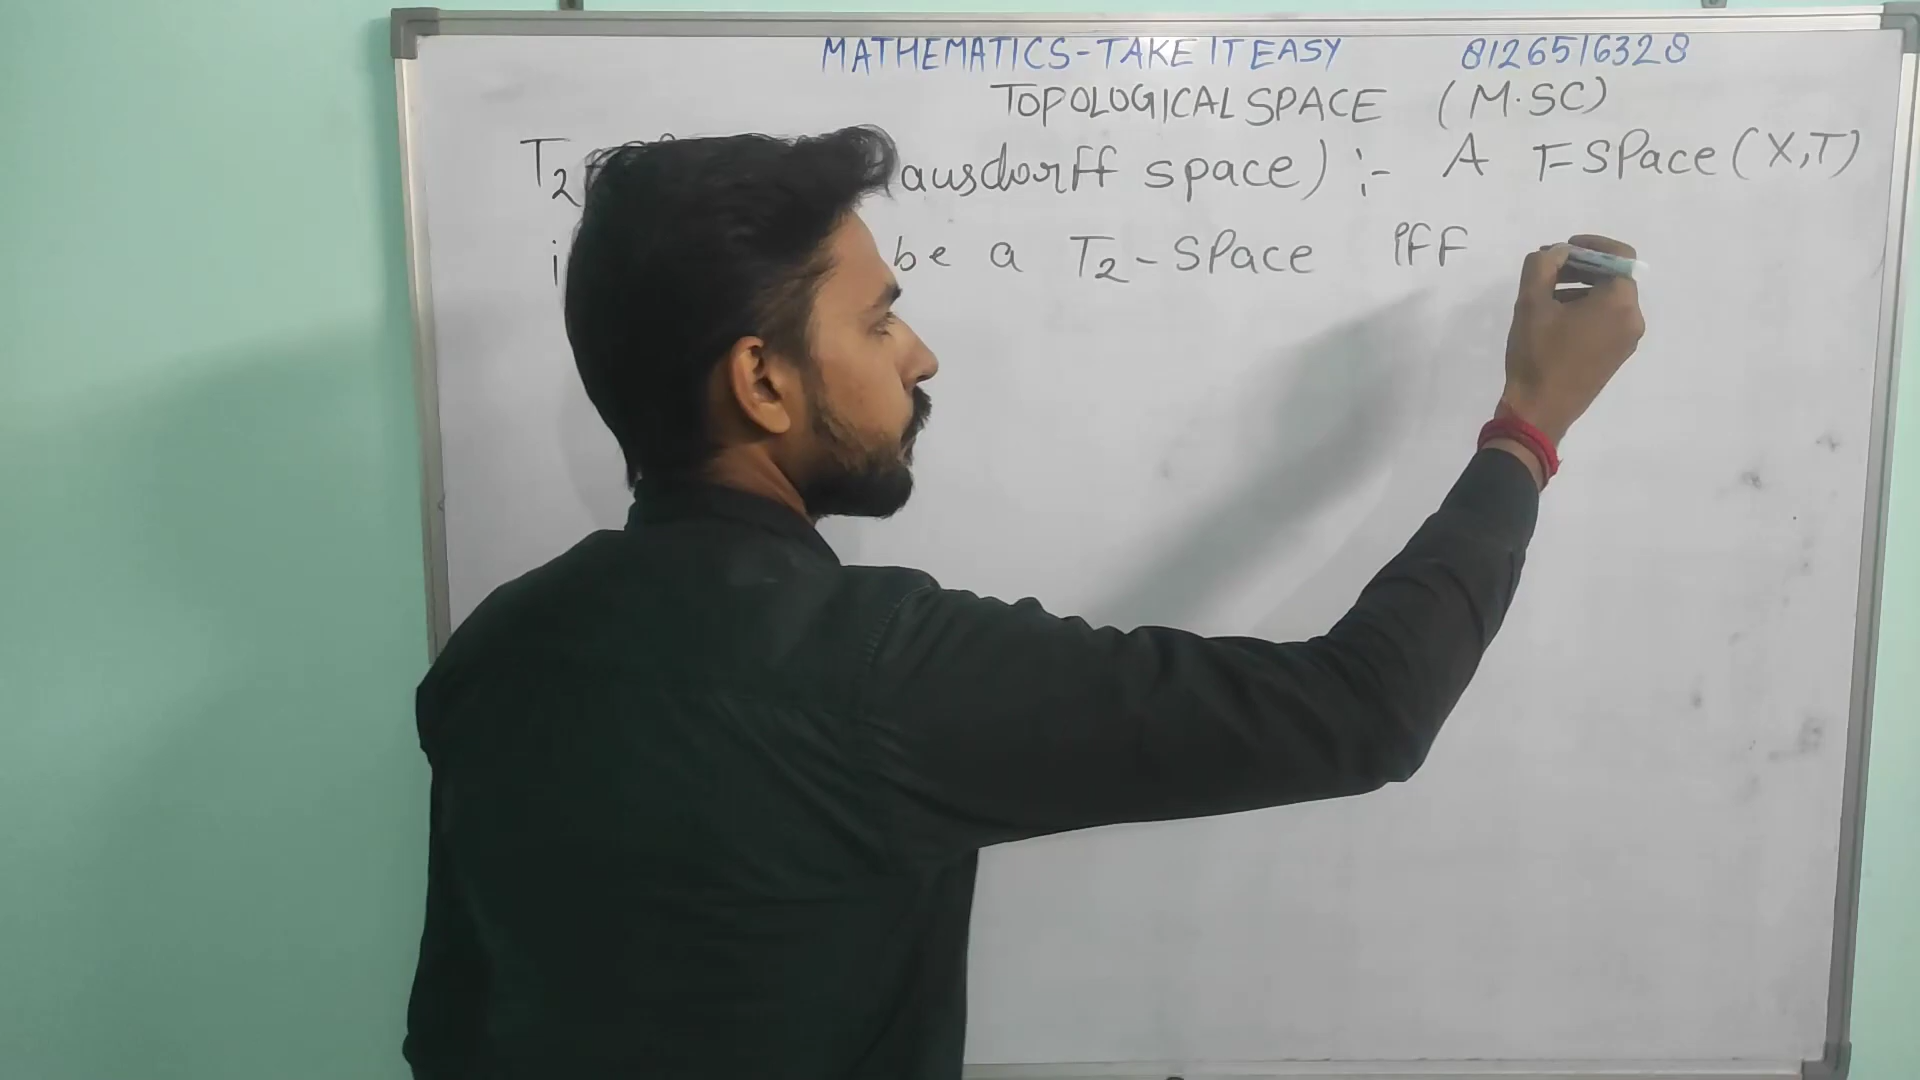 MATHEMATICS-TAKE IT EASY 8126516328
TOPOLOGICAL SPACE (M.SC)
T2 ausdorff space) :- A T-SPace (X,T)
be a T2-SPace IFF